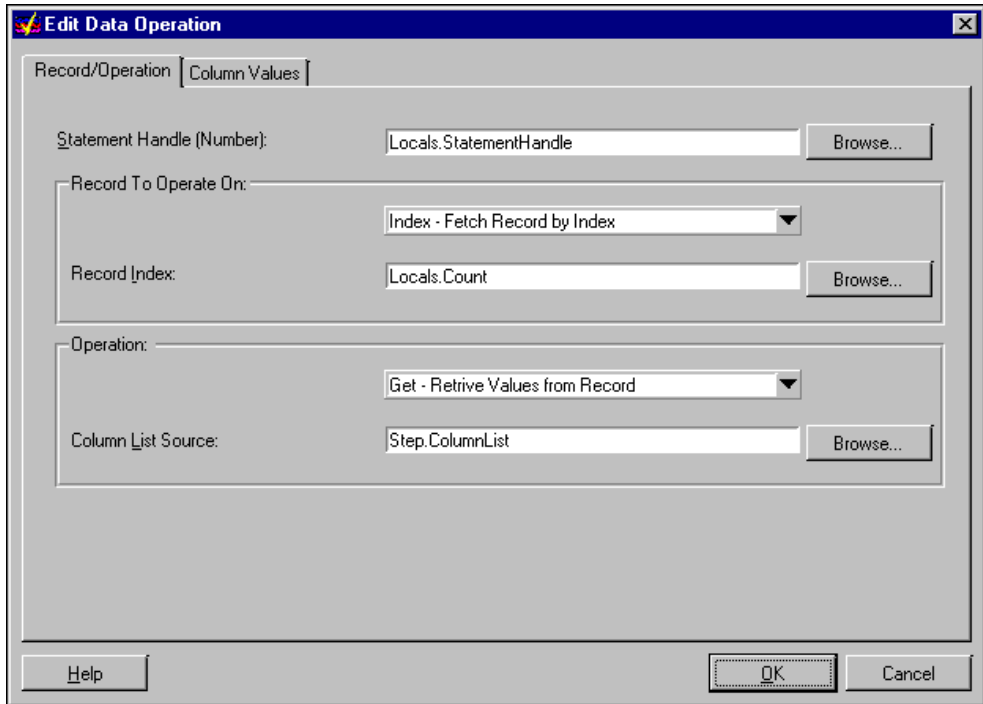 Edit Data Operation
Record/Operation Column Values
Statement Handle (Number): Locals.StatementHandle Browse...
Record To Operate On:
Index - Fetch Record by Index
Record Index: Locals.Count Browse...
Operation:
Get - Retrive Values from Record
Column List Source: Step.ColumnList Browse...
Help OK Cancel